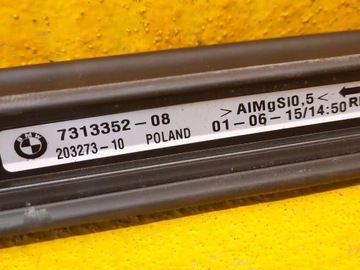 BMW
7313352-08
203273-10 POLAND
>AlMgSi0,5<
01-06-15/14:50